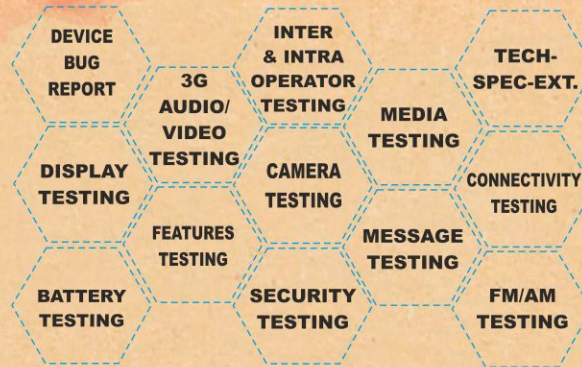 DEVICE
BUG
REPORT
3G
AUDIO/
VIDEO
TESTING
INTER
& INTRA
OPERATOR
TESTING
MEDIA
TESTING
TECH-
SPEC-EXT.
DISPLAY
TESTING
FEATURES
TESTING
CAMERA
TESTING
MESSAGE
TESTING
CONNECTIVITY
TESTING
BATTERY
TESTING
SECURITY
TESTING
FM/AM
TESTING